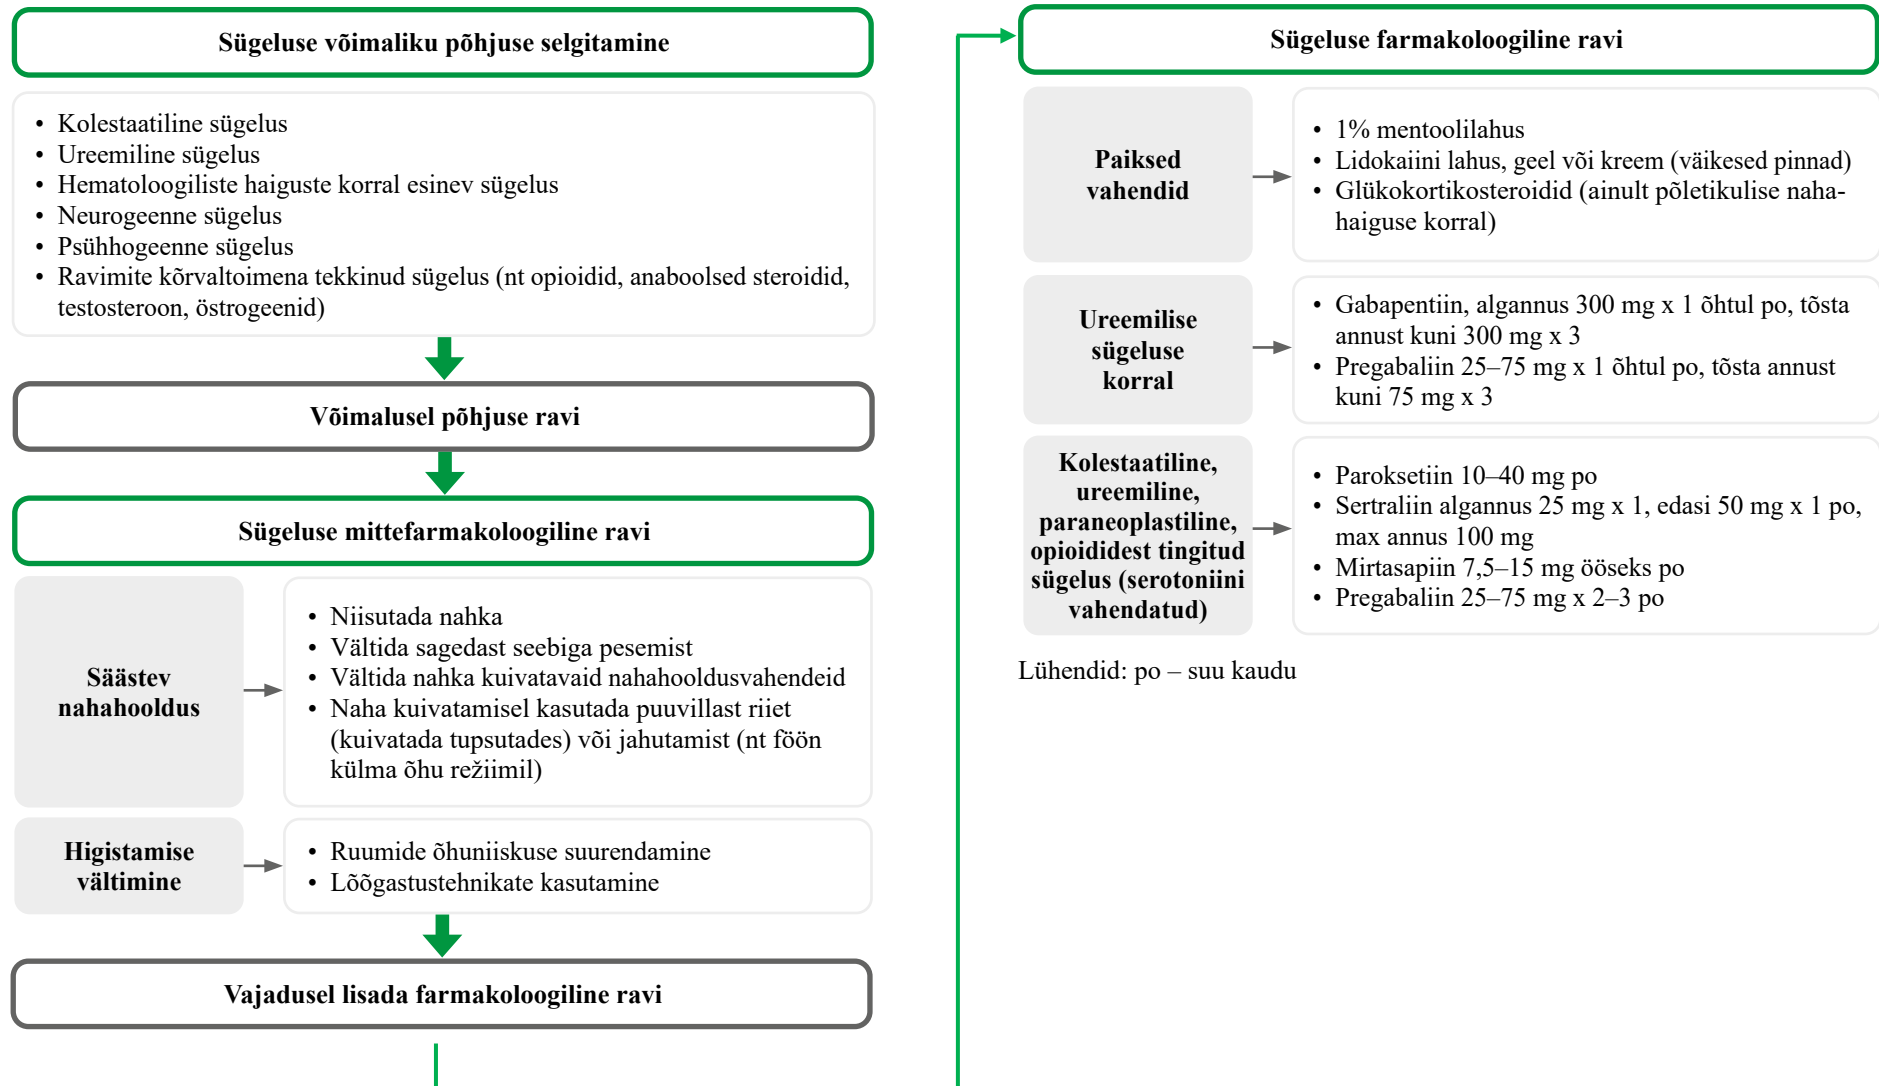 Sügeluse võimaliku põhjuse selgitamine
• Kolestaatiline sügelus
• Ureemiline sügelus
• Hematoloogiliste haiguste korral esinev sügelus
• Neurogeenne sügelus
• Psühhogeenne sügelus
• Ravimite kõrvaltoimena tekkinud sügelus (nt opioidid, anaboolsed steroidid,
testosteroon, östrogeenid)
Võimalusel põhjuse ravi
Sügeluse mittefarmakoloogiline ravi
Säästev
nahahooldus
• Niisutada nahka
• Vältida sagedast seebiga pesemist
• Vältida nahka kuivatavaid nahahooldusvahendeid
• Naha kuivatamisel kasutada puuvillast riiet
(kuivatada tupsutades) või jahutamist (nt föön
külma õhu režiimil)
Higistamise
vältimine
• Ruumide õhuniiskuse suurendamine
• Lõõgastustehnikate kasutamine
Vajadusel lisada farmakoloogiline ravi
Sügeluse farmakoloogiline ravi
Paiksed
vahendid
• 1% mentoolilahus
• Lidokaiini lahus, geel või kreem (väikesed pinnad)
• Glükokortikosteroidid (ainult põletikulise naha-
haiguse korral)
Ureemilise
sügeluse
korral
• Gabapentiin, algannus 300 mg x 1 õhtul po, tõsta
annust kuni 300 mg x 3
• Pregabaliin 25–75 mg x 1 õhtul po, tõsta annust
kuni 75 mg x 3
Kolestaatiline,
ureemiline,
paraneoplastiline,
opioididest tingitud
sügelus (serotoniini
vahendatud)
• Paroksetiin 10–40 mg po
• Sertraliin algannus 25 mg x 1, edasi 50 mg x 1 po,
max annus 100 mg
• Mirtasapiin 7,5–15 mg ööseks po
• Pregabaliin 25–75 mg x 2–3 po
Lühendid: po – suu kaudu